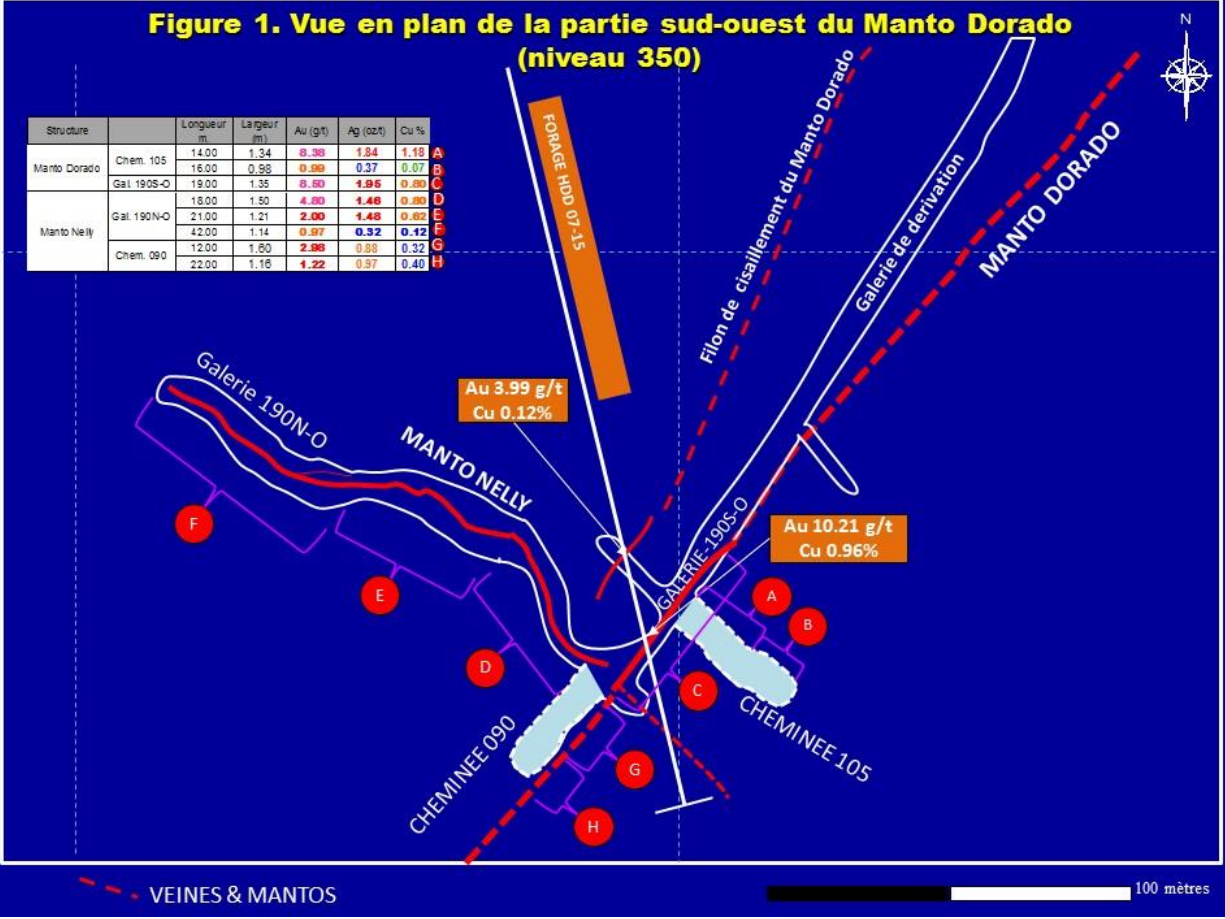 Figure 1. Vue en plan de la partie sud-ouest du Manto Dorado
(niveau 350)
N
Structure Longueur m. Largeur (m) Au (g/t) Ag (oz/t) Cu %
Manto Dorado Chem. 105 14.00 1.34 8.38 1.84 1.18 A
16.00 0.98 0.99 0.37 0.07 B
Gal. 190S-O 19.00 1.35 8.50 1.95 0.80 C
Manto Nelly Gal. 190N-O 18.00 1.50 4.80 1.46 0.80 D
21.00 1.21 2.00 1.48 0.62 E
42.00 1.14 0.97 0.32 0.12 F
Chem. 090 12.00 1.60 2.98 0.88 0.32 G
22.00 1.16 1.22 0.97 0.40 H
FORAGE HDD 07-15
Filon de cisaillement du Manto Dorado
Galerie de derivation
MANTO DORADO
Galerie 190N-O
MANTO NELLY
Au 3.99 g/t
Cu 0.12%
GALERIE-190S-O
Au 10.21 g/t
Cu 0.96%
F
E
D
A
B
C
G
H
CHEMINEE 090
CHEMINEE 105
VEINES & MANTOS
100 mètres